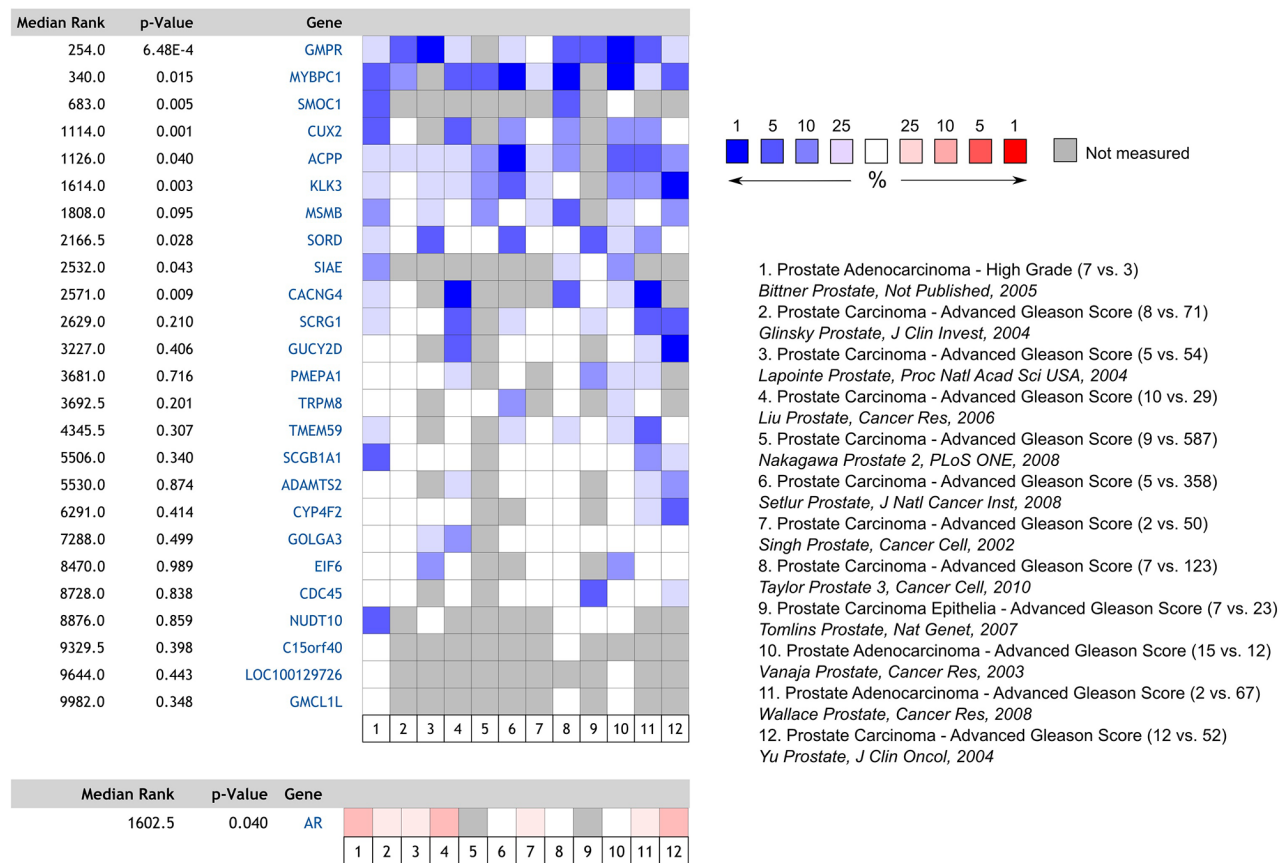 Median Rank p-Value Gene
254.0 6.48E-4 GMPR
340.0 0.015 MYBPC1
683.0 0.005 SMOC1
1114.0 0.001 CUX2
1126.0 0.040 ACPP
1614.0 0.003 KLK3
1808.0 0.095 MSMB
2166.5 0.028 SORD
2532.0 0.043 SIAE
2571.0 0.009 CACNG4
2629.0 0.210 SCRG1
3227.0 0.406 GUCY2D
3681.0 0.716 PMEPA1
3692.5 0.201 TRPM8
4345.5 0.307 TMEM59
5506.0 0.340 SCGB1A1
5530.0 0.874 ADAMTS2
6291.0 0.414 CYP4F2
7288.0 0.499 GOLGA3
8470.0 0.989 EIF6
8728.0 0.838 CDC45
8876.0 0.859 NUDT10
9329.5 0.398 C15orf40
9644.0 0.443 LOC100129726
9982.0 0.348 GMCL1L
1 2 3 4 5 6 7 8 9 10 11 12
1 5 10 25 25 10 5 1
Not measured
%
1. Prostate Adenocarcinoma - High Grade (7 vs. 3)
Bittner Prostate, Not Published, 2005
2. Prostate Carcinoma - Advanced Gleason Score (8 vs. 71)
Glinsky Prostate, J Clin Invest, 2004
3. Prostate Carcinoma - Advanced Gleason Score (5 vs. 54)
Lapointe Prostate, Proc Natl Acad Sci USA, 2004
4. Prostate Carcinoma - Advanced Gleason Score (10 vs. 29)
Liu Prostate, Cancer Res, 2006
5. Prostate Carcinoma - Advanced Gleason Score (9 vs. 587)
Nakagawa Prostate 2, PLoS ONE, 2008
6. Prostate Carcinoma - Advanced Gleason Score (5 vs. 358)
Setlur Prostate, J Natl Cancer Inst, 2008
7. Prostate Carcinoma - Advanced Gleason Score (2 vs. 50)
Singh Prostate, Cancer Cell, 2002
8. Prostate Carcinoma - Advanced Gleason Score (7 vs. 123)
Taylor Prostate 3, Cancer Cell, 2010
9. Prostate Carcinoma Epithelia - Advanced Gleason Score (7 vs. 23)
Tomlins Prostate, Nat Genet, 2007
10. Prostate Adenocarcinoma - Advanced Gleason Score (15 vs. 12)
Vanaja Prostate, Cancer Res, 2003
11. Prostate Adenocarcinoma - Advanced Gleason Score (2 vs. 67)
Wallace Prostate, Cancer Res, 2008
12. Prostate Carcinoma - Advanced Gleason Score (12 vs. 52)
Yu Prostate, J Clin Oncol, 2004
Median Rank p-Value Gene
1602.5 0.040 AR
1 2 3 4 5 6 7 8 9 10 11 12